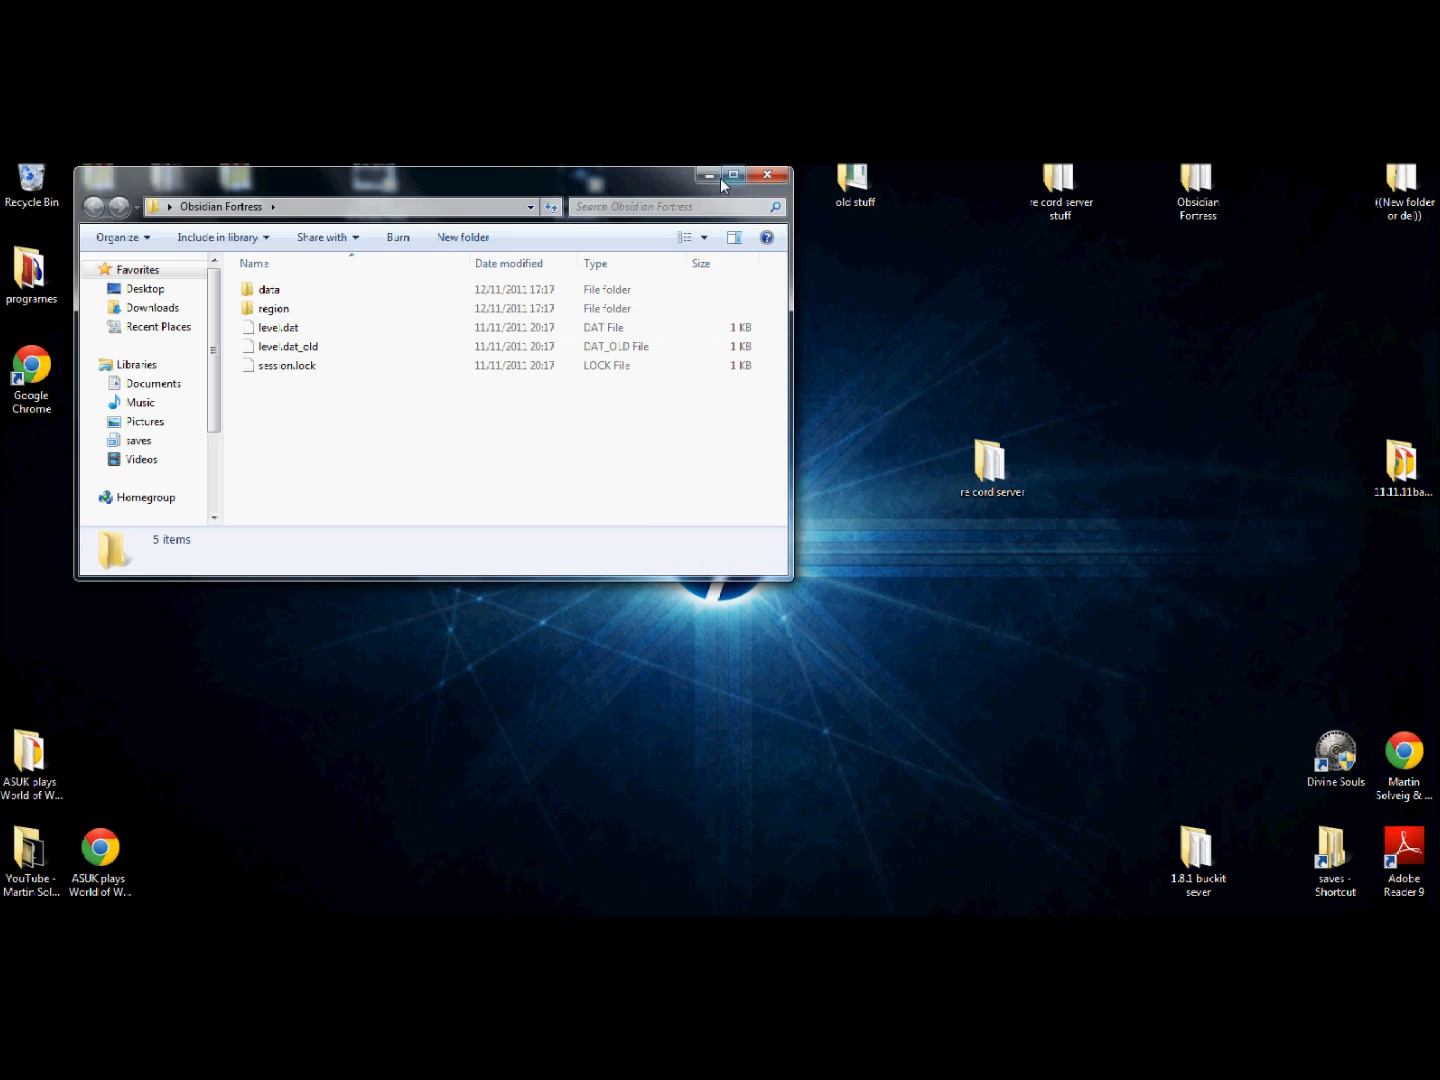 Recycle Bin
programes
Google
Chrome
ASUK plays
World of W...
YouTube -
Martin Sol...
ASUK plays
World of W...
Obsidian Fortress
Search Obsidian Fortress
Organize
Include in library
Share with
Burn
New folder
Favorites
Desktop
Downloads
Recent Places
Libraries
Documents
Music
Pictures
saves
Videos
Homegroup
Name Date modified Type Size
data 12/11/2011 17:17 File folder
region 12/11/2011 17:17 File folder
level.dat 11/11/2011 20:17 DAT File 1 KB
level.dat_old 11/11/2011 20:17 DAT_OLD File 1 KB
session.lock 11/11/2011 20:17 LOCK File 1 KB
5 items
old stuff
re cord server
stuff
Obsidian
Fortress
((New folder
or de))
re cord server
11.11.11ba...
Divine Souls
Martin
Solveig & ...
1.8.1 buckit
sever
saves -
Shortcut
Adobe
Reader 9